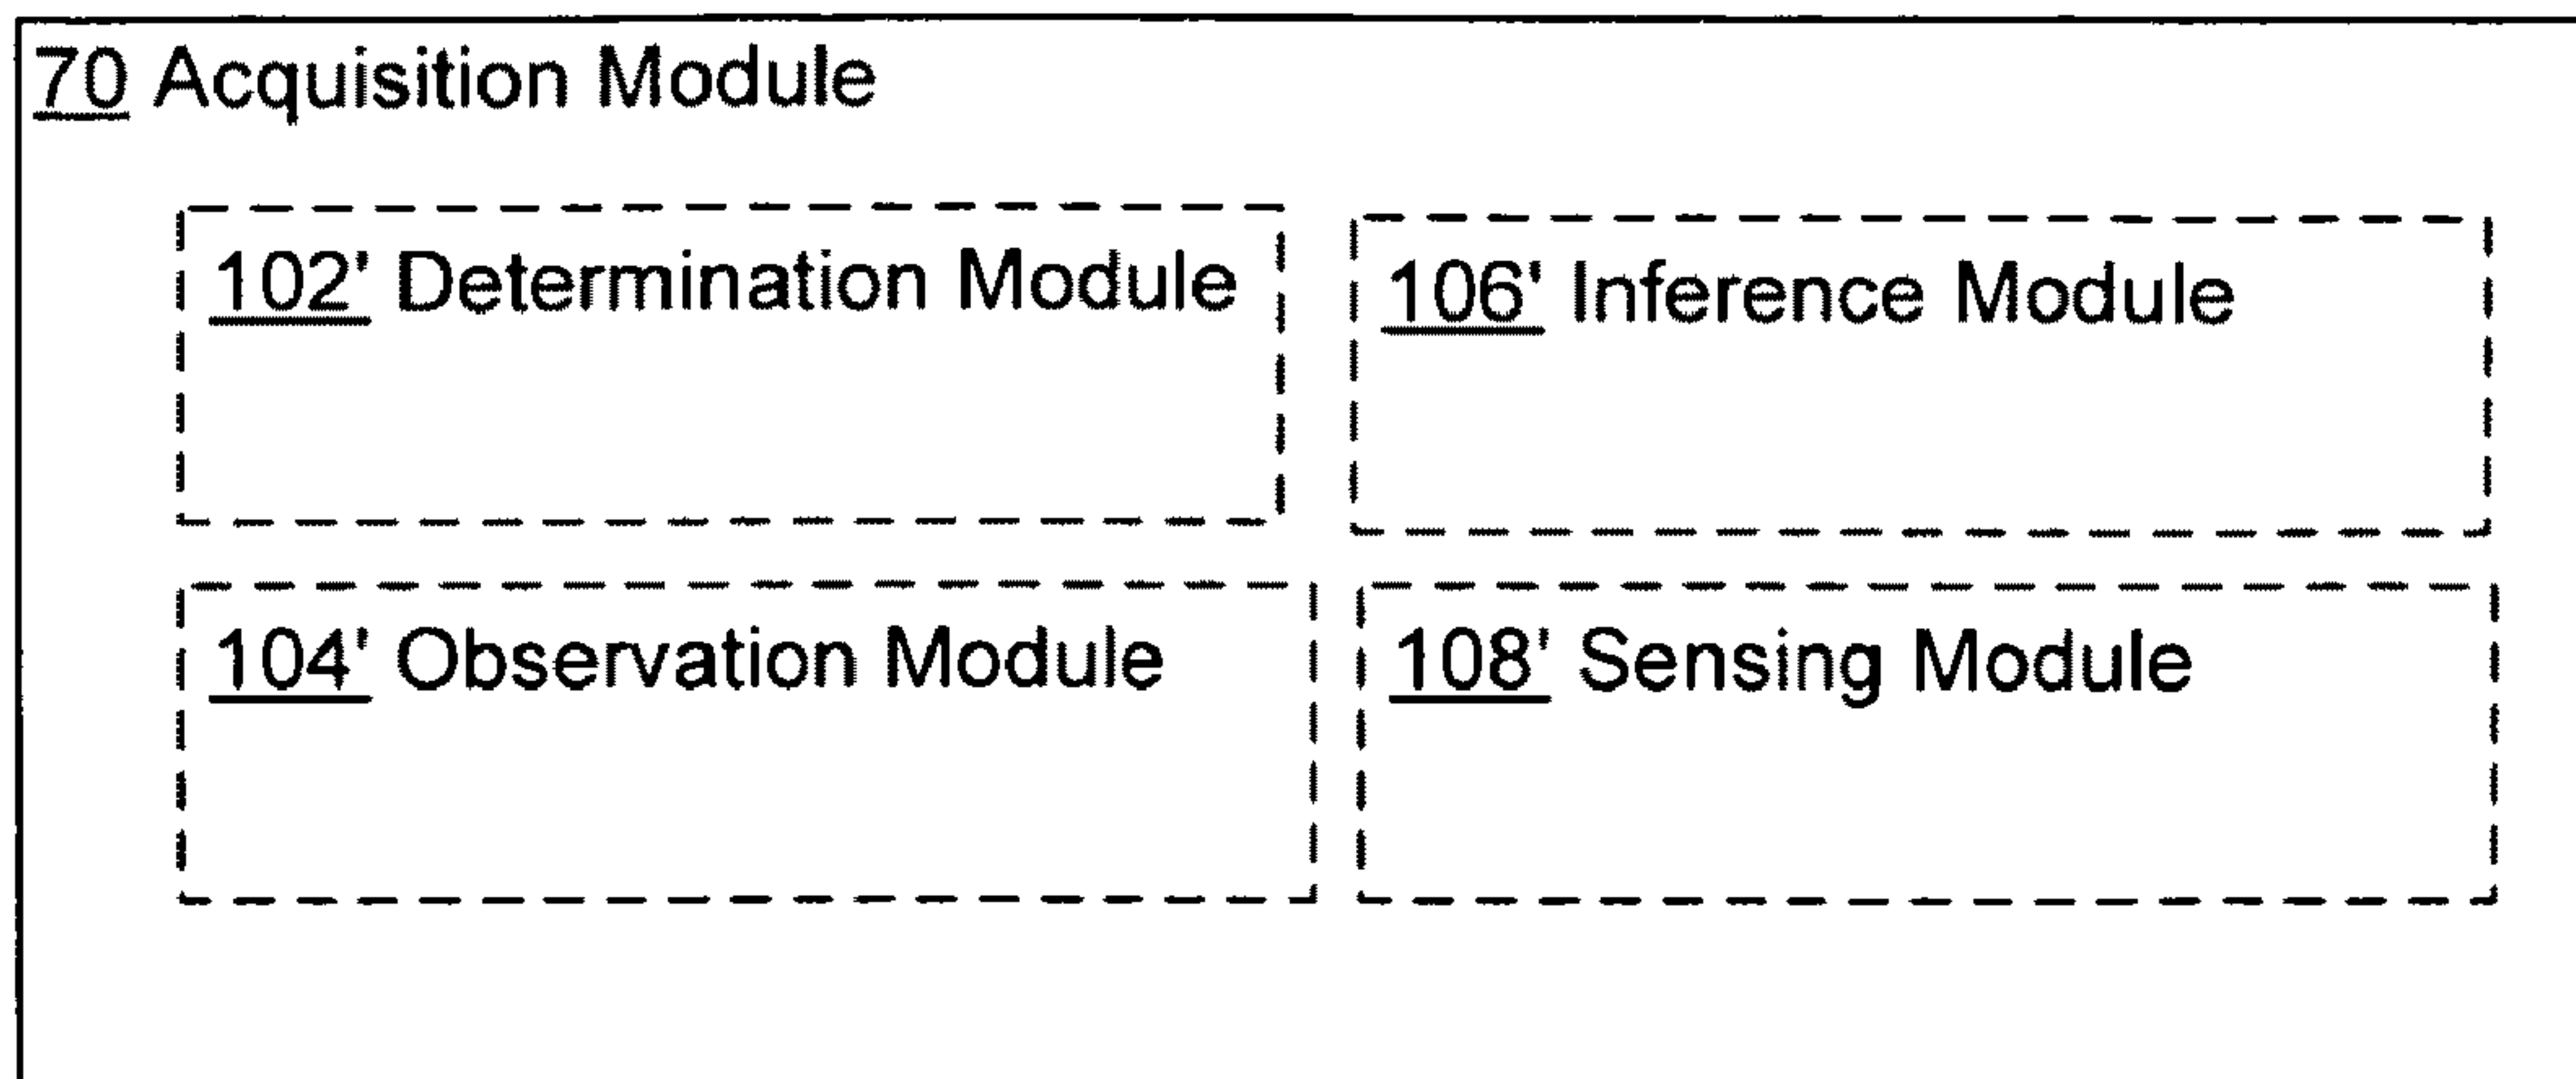 70 Acquisition Module
102' Determination Module
106' Inference Module
104' Observation Module
108' Sensing Module